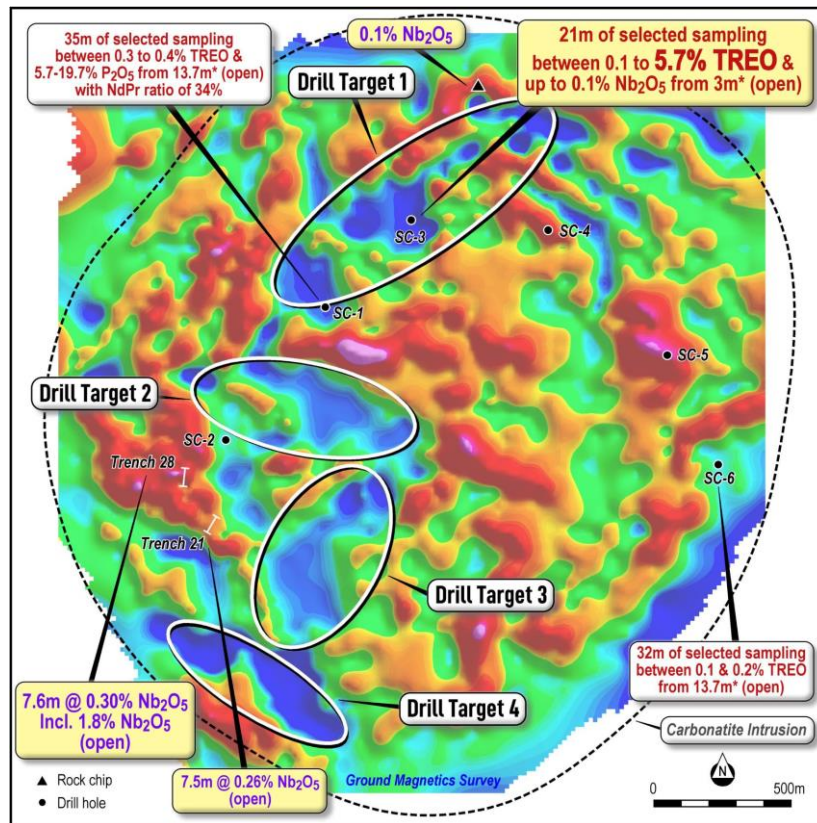 35m of selected sampling
between 0.3 to 0.4% TREO &
5.7-19.7% P₂O₅ from 13.7m* (open)
with NdPr ratio of 34%
0.1% Nb₂O₅
21m of selected sampling
between 0.1 to 5.7% TREO &
up to 0.1% Nb₂O₅ from 3m* (open)
Drill Target 1
SC-3
SC-4
SC-1
SC-5
Drill Target 2
SC-2
Trench 28
SC-6
Trench 21
Drill Target 3
32m of selected sampling
between 0.1 & 0.2% TREO
from 13.7m* (open)
7.6m @ 0.30% Nb₂O₅
Incl. 1.8% Nb₂O₅
(open)
Drill Target 4
Carbonatite Intrusion
7.5m @ 0.26% Nb₂O₅
(open)
Ground Magnetics Survey
Rock chip
Drill hole
N
0 500m